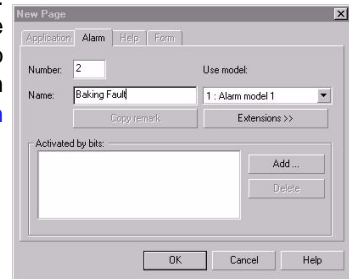 New Page
Application Alarm Help Form
Number: 2 Use model:
Name: Baking Fault 1 : Alarm model 1
Copy remark Extensions >>
Activated by bits:
Add ...
Delete
OK Cancel Help